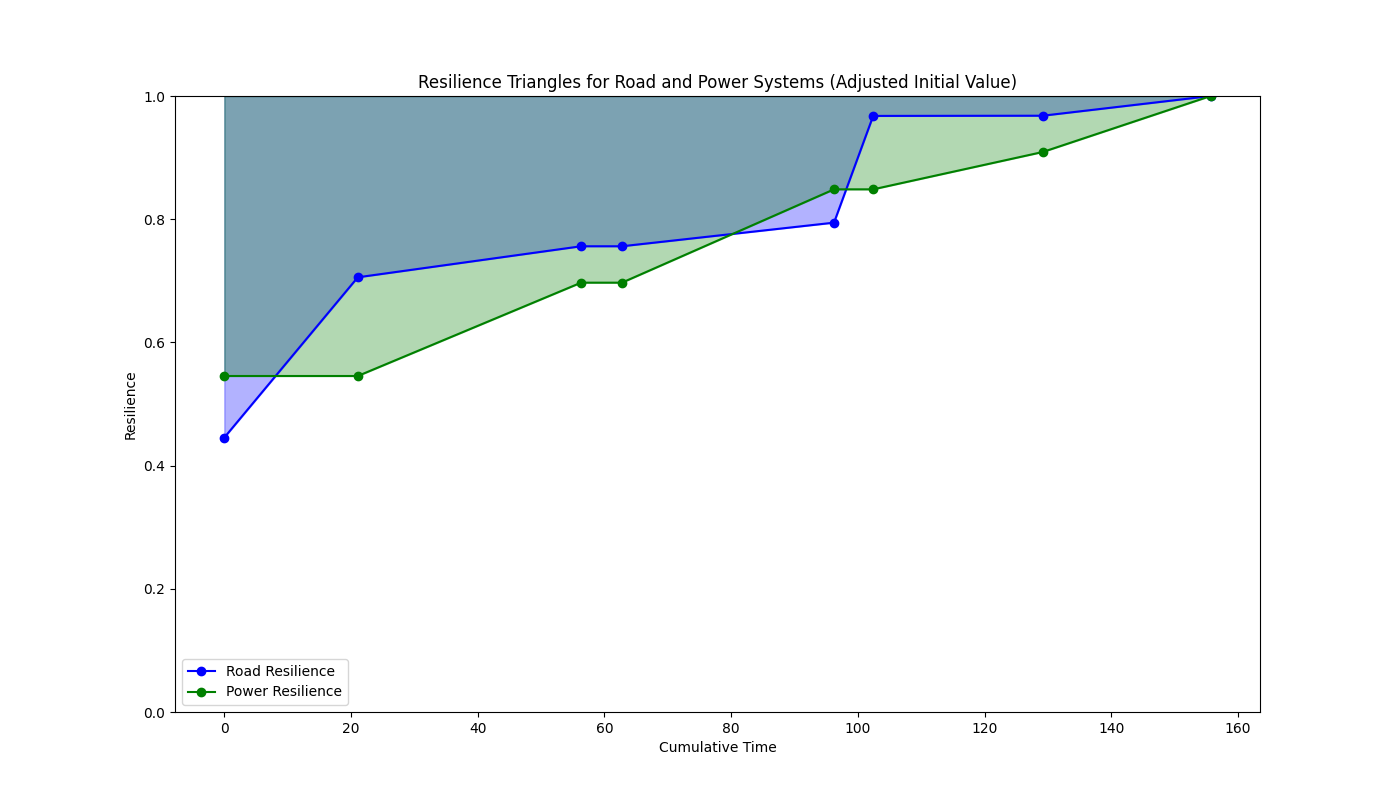 Resilience Triangles for Road and Power Systems (Adjusted Initial Value)
1.0
0.8
0.6
0.4
0.2
0.0
Resilience
Road Resilience
Power Resilience
0 20 40 60 80 100 120 140 160
Cumulative Time